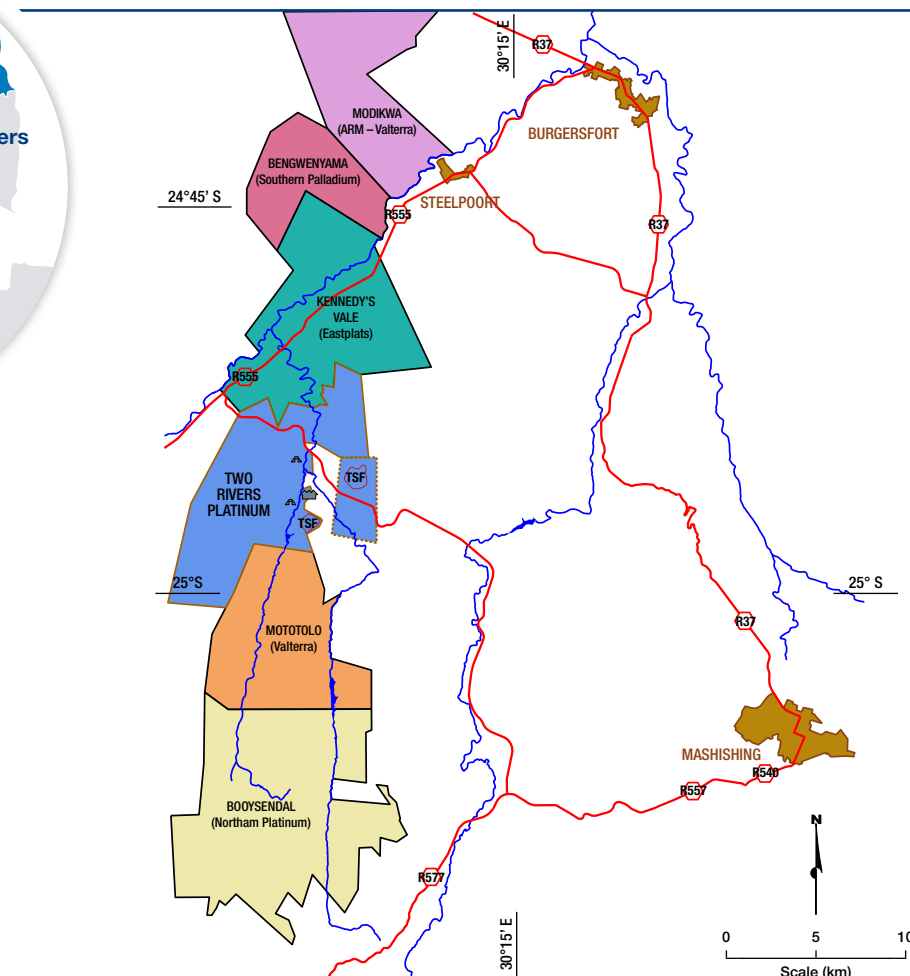 ers
30°15' E
R37
MODIKWA
(ARM – Valterra)
BURGERSFORT
BENGWENYAMA
(Southern Palladium)
24°45' S
STEELPOORT
R555
R37
KENNEDY'S
VALE
(Eastplats)
R555
TWO
RIVERS
PLATINUM
TSF
TSF
25°S
25° S
MOTOTOLO
(Valterra)
R37
MASHISHING
R540
R557
BOOYSENDAL
(Northam Platinum)
N
R577
30°15' E
0 5 10
Scale (km)